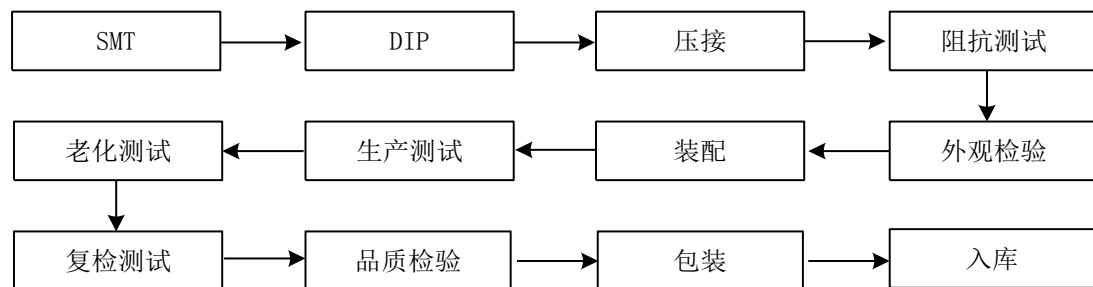 SMT
DIP
压接
阻抗测试
外观检验
装配
生产测试
老化测试
复检测试
品质检验
包装
入库